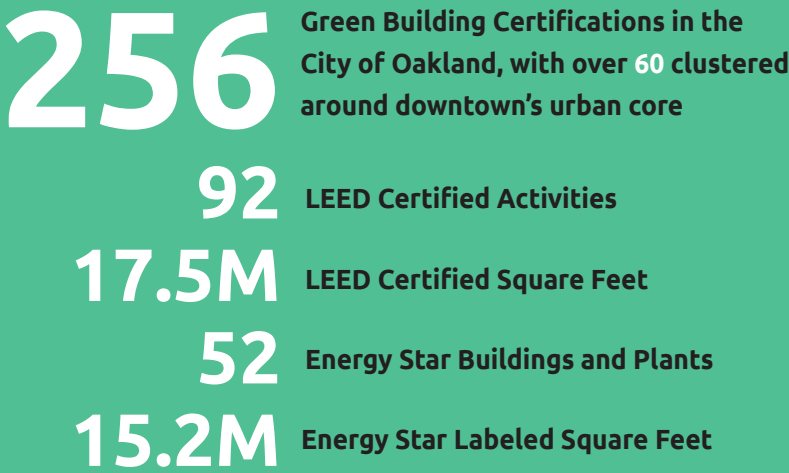 256
Green Building Certifications in the
City of Oakland, with over 60 clustered
around downtown’s urban core
92 LEED Certified Activities
17.5M LEED Certified Square Feet
52 Energy Star Buildings and Plants
15.2M Energy Star Labeled Square Feet